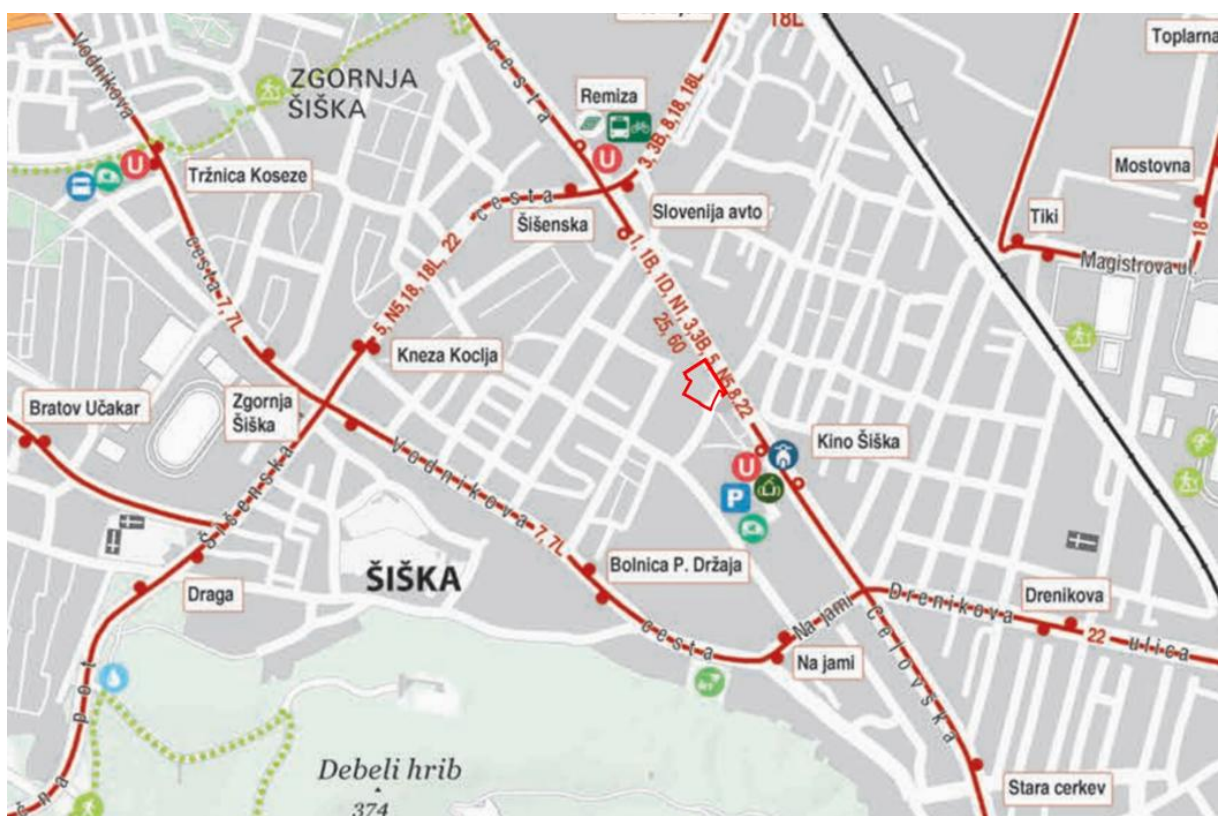 18L
Toplarna
Vodnikova
cesta
ZGORNJA
ŠIŠKA
Remiza
3, 3B, 8,18, 18L
U
Tržnica Koseze
U
Mostovna
cesta
Šišenska
Slovenija avto
Tiki
18
Magistrova ul.
cesta 7, 7L
5, N5,18, 18L, 22
1, 1B, 1D, N1, 3,3B, 5, N5,8,22
25, 60
Kneza Koclja
Bratov Učakar
Zgornja
Šiška
Kino Šiška
U
P
Šišenska
Vodnikova 7,7L
cesta
Draga
ŠIŠKA
Bolnica P. Držaja
Na jami
Drenikova
Drenikova
22
ulica
Na jami
Celovška
pot
Debeli hrib
374
Stara cerkev